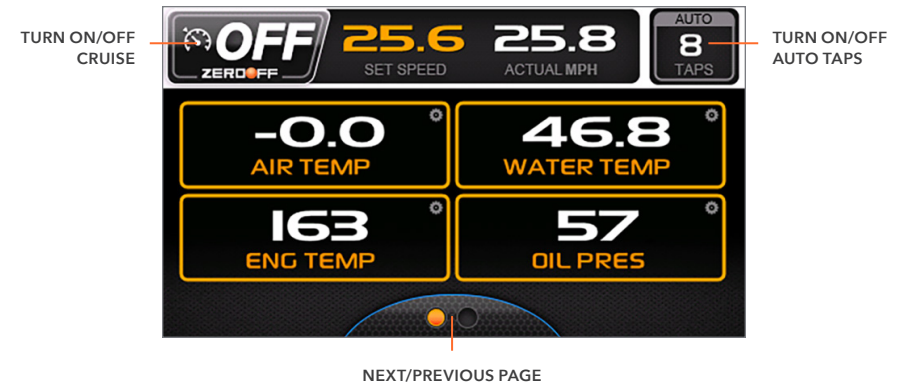 TURN ON/OFF
CRUISE
OFF
ZEROOFF
25.6
SET SPEED
25.8
ACTUAL MPH
AUTO
8
TAPS
TURN ON/OFF
AUTO TAPS
-0.0
AIR TEMP
46.8
WATER TEMP
163
ENG TEMP
57
OIL PRES
NEXT/PREVIOUS PAGE